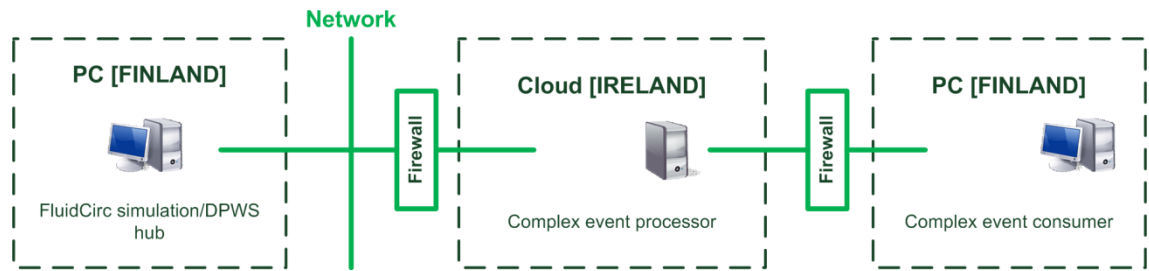 Network
PC [FINLAND]
FluidCirc simulation/DPWS
hub
Firewall
Cloud [IRELAND]
Complex event processor
Firewall
PC [FINLAND]
Complex event consumer